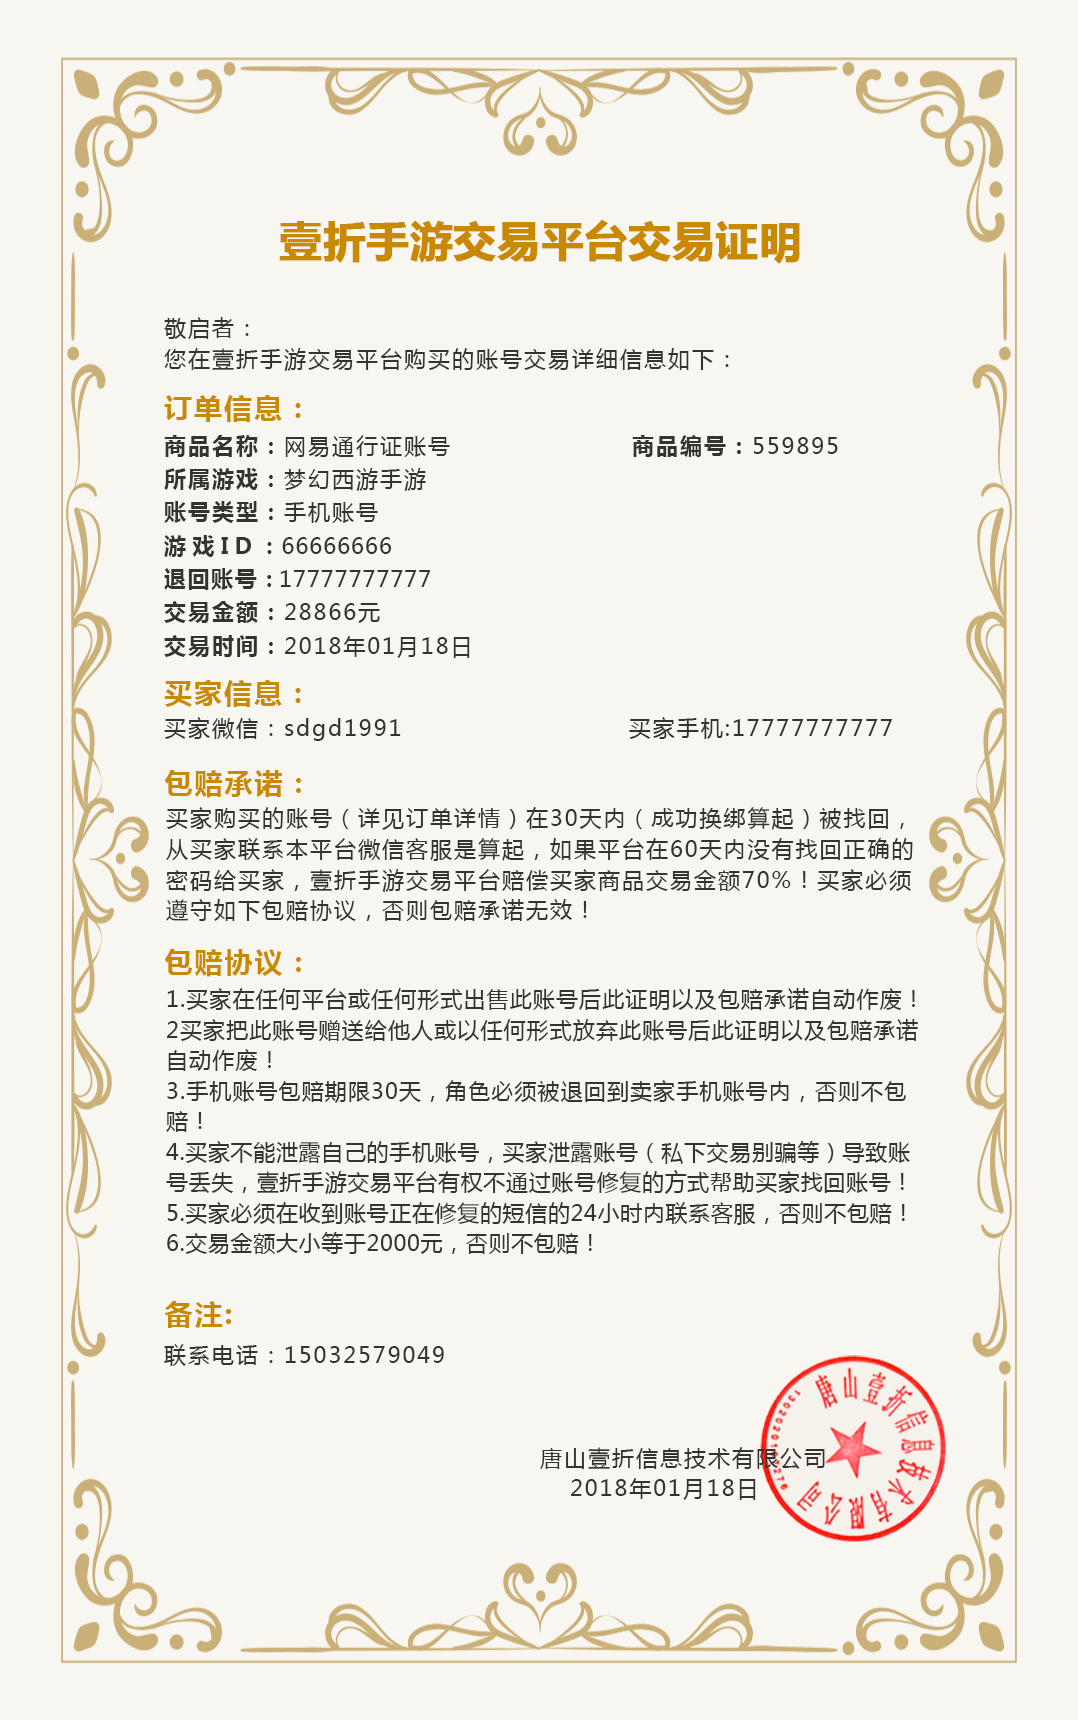 壹折手游交易平台交易证明
敬启者：
您在壹折手游交易平台购买的账号交易详细信息如下：
订单信息：
商品名称：网易通行证账号 商品编号：559895
所属游戏：梦幻西游手游
账号类型：手机账号
游戏ID：66666666
退回账号：17777777777
交易金额：28866元
交易时间：2018年01月18日
买家信息：
买家微信：sdgd1991 买家手机:17777777777
包赔承诺：
买家购买的账号（详见订单详情）在30天内（成功换绑算起）被找回，
从买家联系本平台微信客服是算起，如果平台在60天内没有找回正确的
密码给买家，壹折手游交易平台赔偿买家商品交易金额70%！买家必须
遵守如下包赔协议，否则包赔承诺无效！
包赔协议：
1.买家在任何平台或任何形式出售此账号后此证明以及包赔承诺自动作废！
2买家把此账号赠送给他人或以任何形式放弃此账号后此证明以及包赔承诺
自动作废！
3.手机账号包赔期限30天，角色必须被退回到卖家手机账号内，否则不包
赔！
4.买家不能泄露自己的手机账号，买家泄露账号（私下交易别骗等）导致账
号丢失，壹折手游交易平台有权不通过账号修复的方式帮助买家找回账号！
5.买家必须在收到账号正在修复的短信的24小时内联系客服，否则不包赔！
6.交易金额大小等于2000元，否则不包赔！
备注:
联系电话：15032579049
唐山壹折信息技术有限公司
2018年01月18日
唐山壹折信息技术有限公司